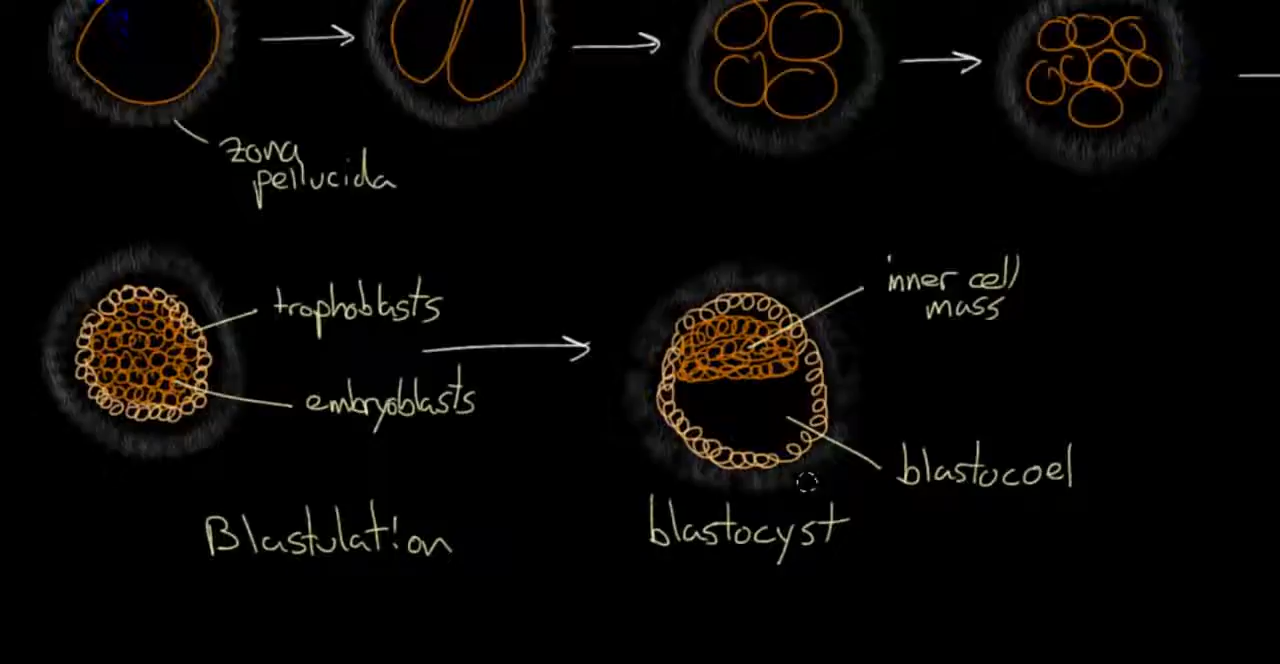 zona
pellucida
trophoblasts
embryoblasts
inner cell
mass
blastocoel
Blastulation
blastocyst